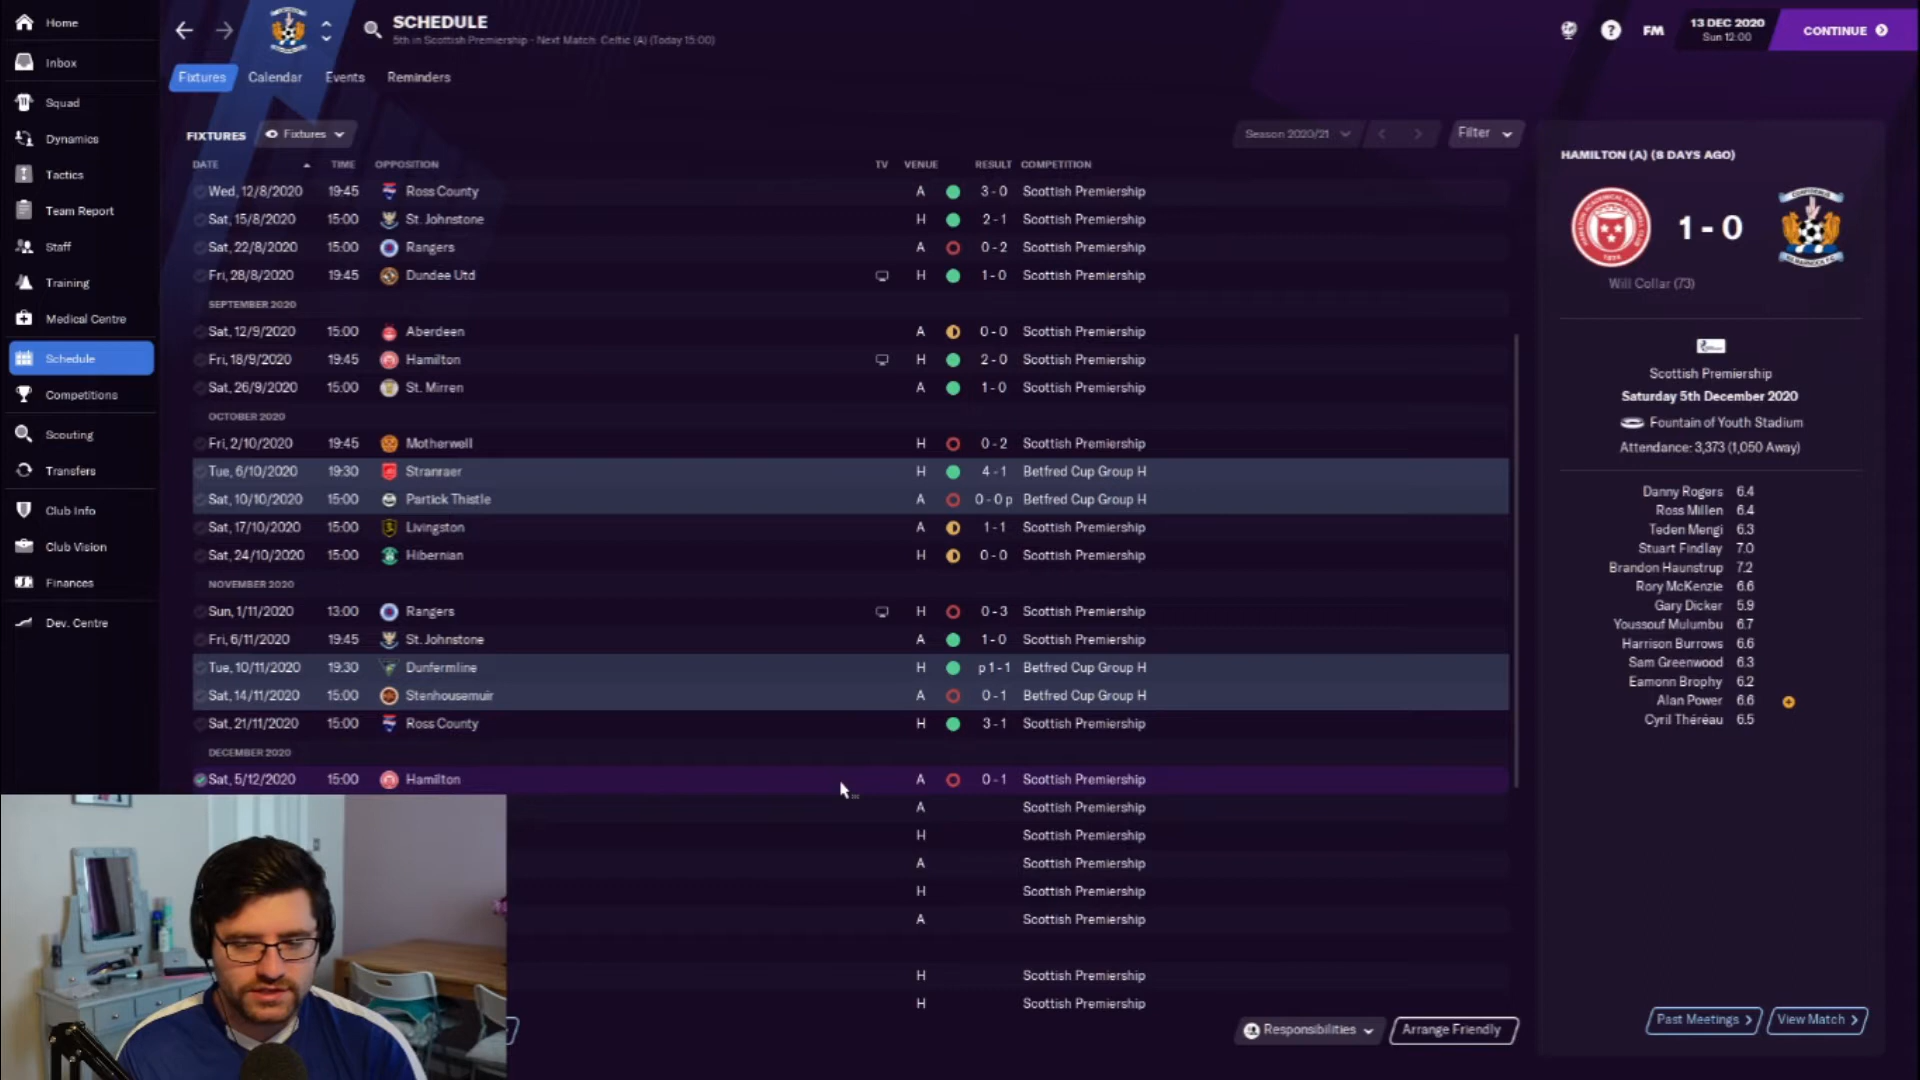 Home
SCHEDULE
5th in Scottish Premiership - Next Match: Celtic (A) (Today 15:00)
FM
13 DEC 2020
Sun 12:00
CONTINUE
Inbox
Fixtures
Calendar
Events
Reminders
Squad
Dynamics
Tactics
Team Report
Staff
Training
Medical Centre
Schedule
Competitions
Scouting
Transfers
Club Info
Club Vision
Finances
Dev. Centre
FIXTURES
Fixtures
Season 2020/21
Filter
DATE TIME OPPOSITION TV VENUE RESULT COMPETITION
Wed, 12/8/2020 19:45 Ross County A 3 - 0 Scottish Premiership
Sat, 15/8/2020 15:00 St. Johnstone H 2 - 1 Scottish Premiership
Sat, 22/8/2020 15:00 Rangers A 0 - 2 Scottish Premiership
Fri, 28/8/2020 19:45 Dundee Utd H 1 - 0 Scottish Premiership
SEPTEMBER 2020
Sat, 12/9/2020 15:00 Aberdeen A 0 - 0 Scottish Premiership
Fri, 18/9/2020 19:45 Hamilton H 2 - 0 Scottish Premiership
Sat, 26/9/2020 15:00 St. Mirren A 1 - 0 Scottish Premiership
OCTOBER 2020
Fri, 2/10/2020 19:45 Motherwell H 0 - 2 Scottish Premiership
Tue, 6/10/2020 19:30 Stranraer H 4 - 1 Betfred Cup Group H
Sat, 10/10/2020 15:00 Partick Thistle A 0 - 0 p Betfred Cup Group H
Sat, 17/10/2020 15:00 Livingston A 1 - 1 Scottish Premiership
Sat, 24/10/2020 15:00 Hibernian H 0 - 0 Scottish Premiership
NOVEMBER 2020
Sun, 1/11/2020 13:00 Rangers H 0 - 3 Scottish Premiership
Fri, 6/11/2020 19:45 St. Johnstone A 1 - 0 Scottish Premiership
Tue, 10/11/2020 19:30 Dunfermline H p 1 - 1 Betfred Cup Group H
Sat, 14/11/2020 15:00 Stenhousemuir A 0 - 1 Betfred Cup Group H
Sat, 21/11/2020 15:00 Ross County H 3 - 1 Scottish Premiership
DECEMBER 2020
Sat, 5/12/2020 15:00 Hamilton A 0 - 1 Scottish Premiership
A Scottish Premiership
H Scottish Premiership
A Scottish Premiership
H Scottish Premiership
A Scottish Premiership
H Scottish Premiership
H Scottish Premiership
Responsibilities
Arrange Friendly
HAMILTON (A) (8 DAYS AGO)
1 - 0
Will Collar (73)
Scottish Premiership
Saturday 5th December 2020
Fountain of Youth Stadium
Attendance: 3,373 (1,050 Away)
Danny Rogers 6.4
Ross Millen 6.4
Teden Mengi 6.3
Stuart Findlay 7.0
Brandon Haunstrup 7.2
Rory McKenzie 6.6
Gary Dicker 5.9
Youssouf Mulumbu 6.7
Harrison Burrows 6.6
Sam Greenwood 6.3
Eamonn Brophy 6.2
Alan Power 6.6
Cyril Théréau 6.5
Past Meetings
View Match